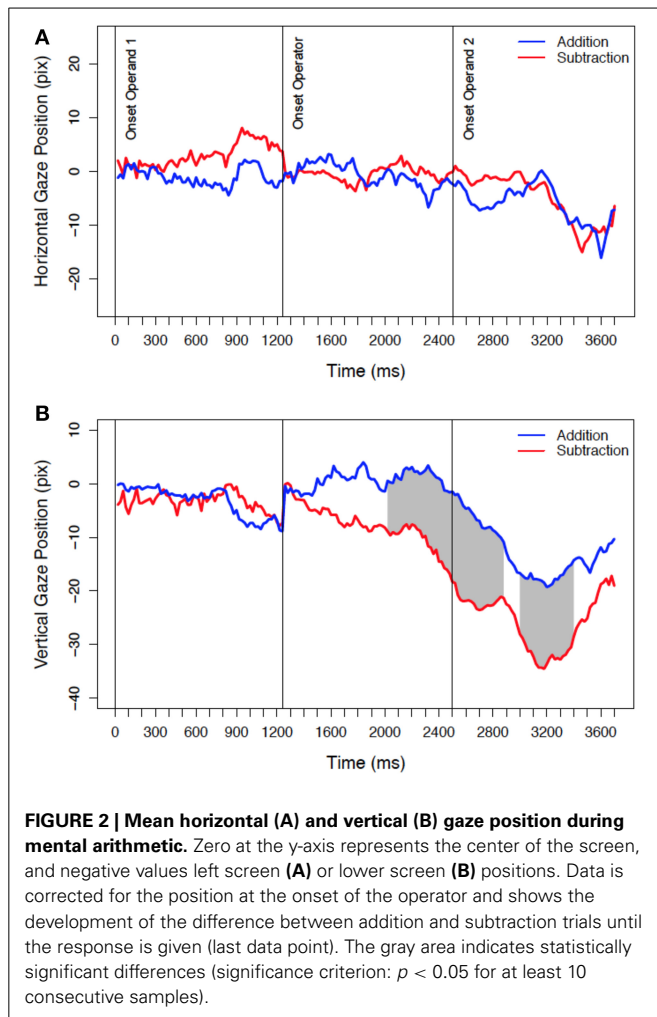 A
Onset Operand 1
Onset Operator
Onset Operand 2
Addition
Subtraction
Horizontal Gaze Position (pix)
20
10
0
−10
−20
0 300 600 900 1200 1600 2000 2400 2800 3200 3600
Time (ms)
B
Addition
Subtraction
Vertical Gaze Position (pix)
10
0
−10
−20
−30
−40
0 300 600 900 1200 1600 2000 2400 2800 3200 3600
Time (ms)
FIGURE 2 | Mean horizontal (A) and vertical (B) gaze position during
mental arithmetic. Zero at the y-axis represents the center of the screen,
and negative values left screen (A) or lower screen (B) positions. Data is
corrected for the position at the onset of the operator and shows the
development of the difference between addition and subtraction trials until
the response is given (last data point). The gray area indicates statistically
significant differences (significance criterion: p < 0.05 for at least 10
consecutive samples).